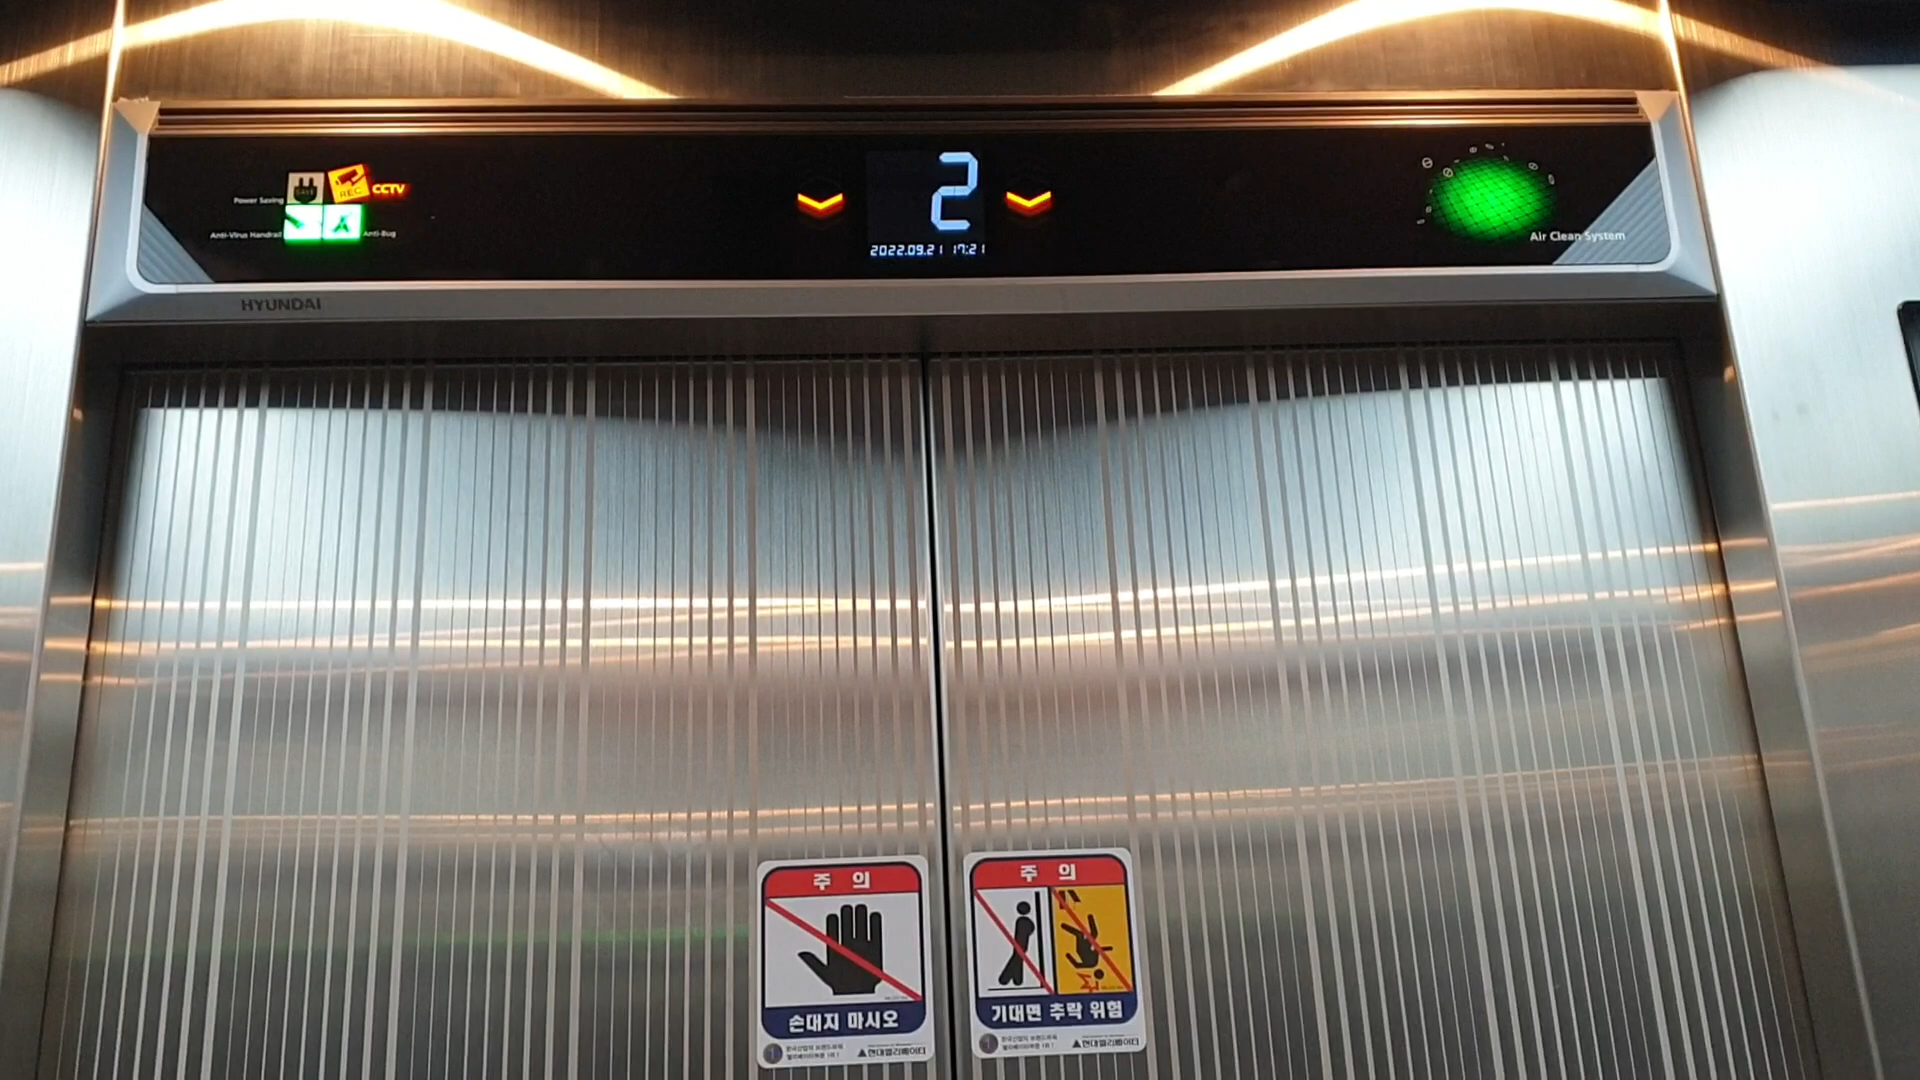 Power Saving
SAVE
REC
CCTV
Anti-Virus Handrail
Anti-Bug
2
2022.09.21 17:21
Air Clean System
HYUNDAI
주 의
손대지 마시오
현대엘리베이터
주 의
기대면 추락 위험
현대엘리베이터